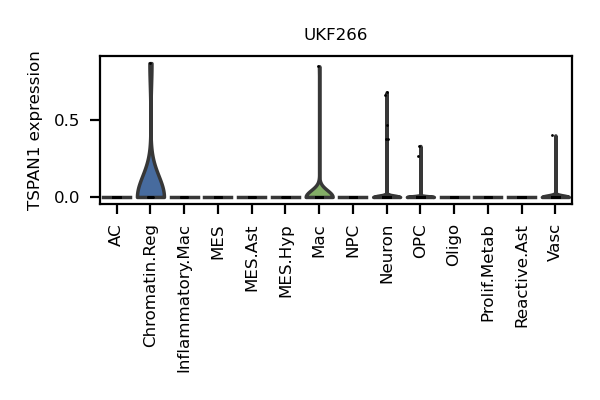 UKF266
TSPAN1 expression
0.5
0.0
AC
Chromatin.Reg
Inflammatory.Mac
MES
MES.Ast
MES.Hyp
Mac
NPC
Neuron
OPC
Oligo
Prolif.Metab
Reactive.Ast
Vasc